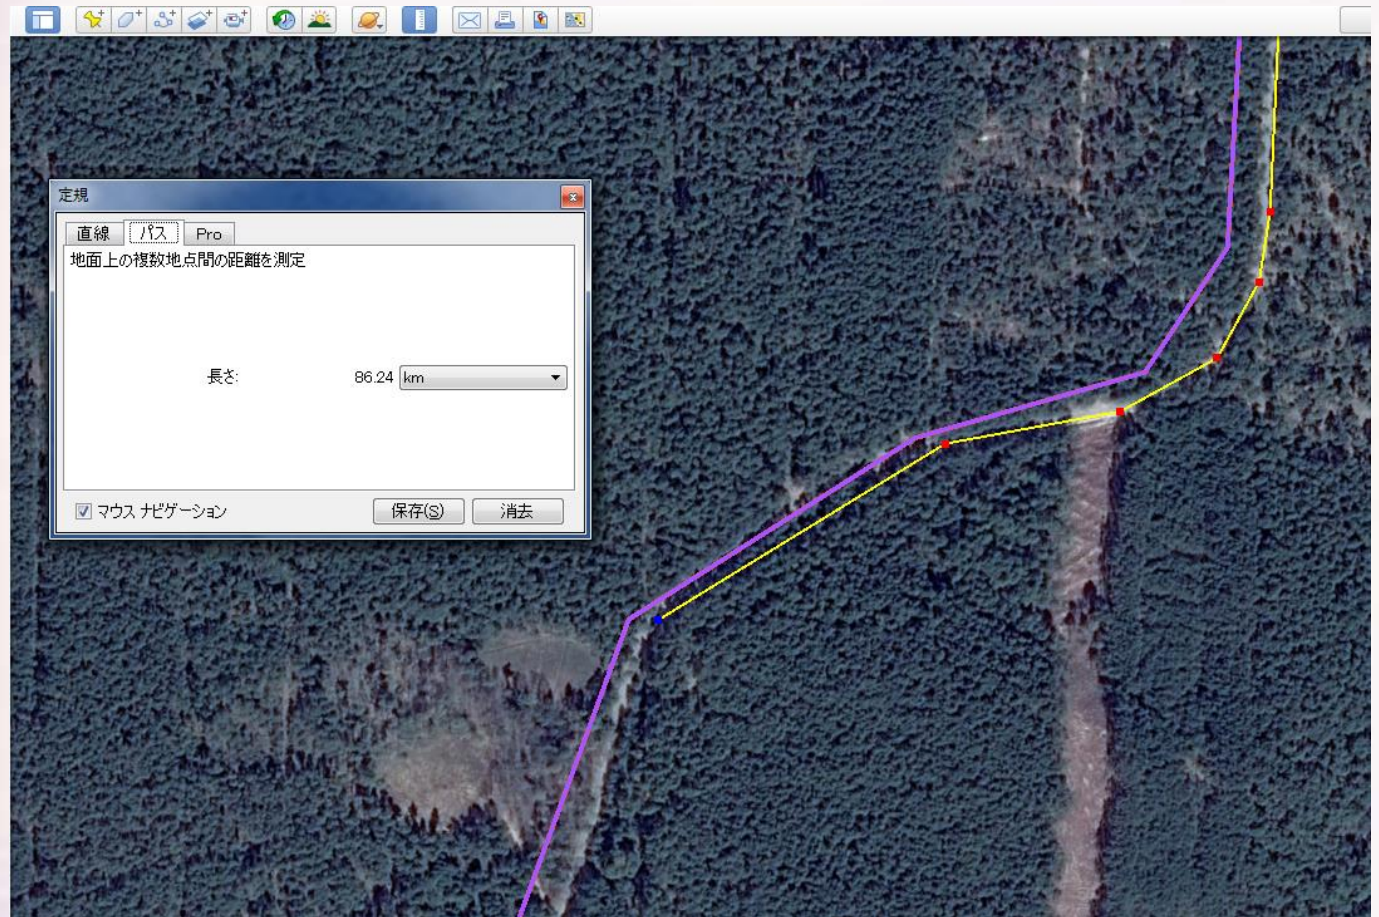 定規
直線 パス Pro
地面上の複数地点間の距離を測定
長さ: 86.24 km
マウス ナビゲーション 保存(S) 消去